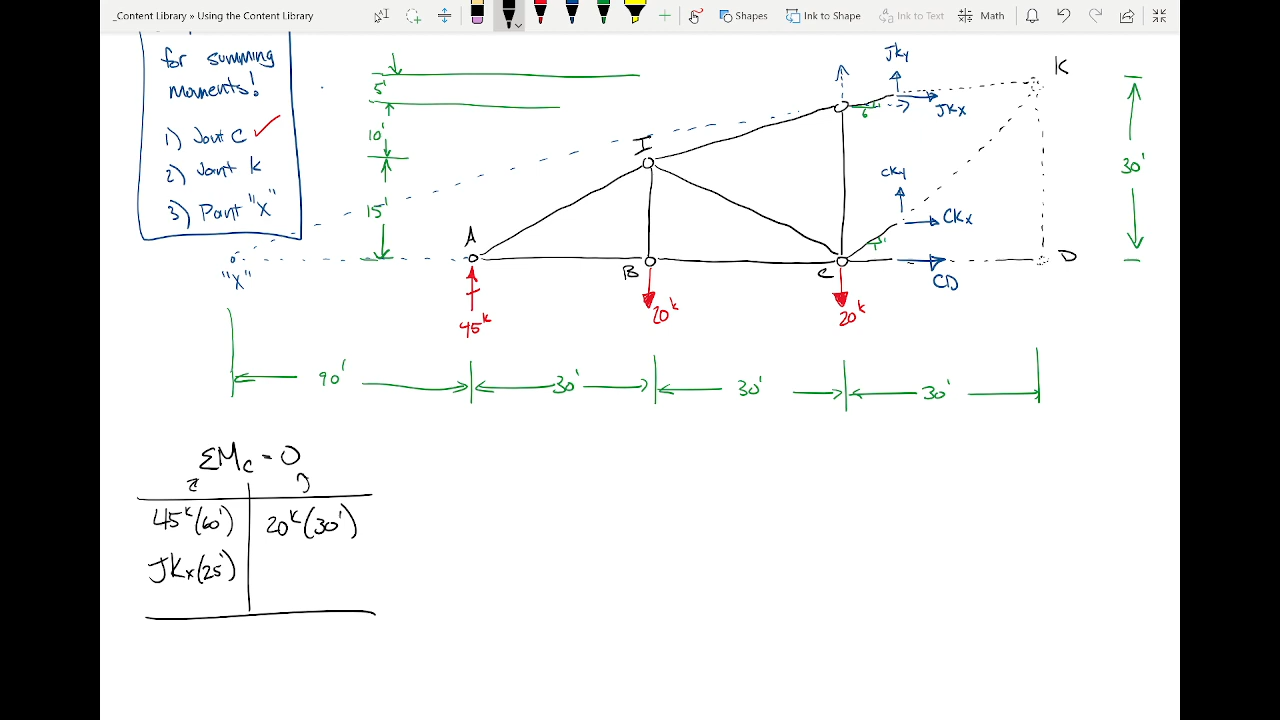 _Content Library » Using the Content Library
Shapes
Ink to Shape
Ink to Text
Math
for summing
moments!
1) Joint C ✓
2) Joint K
3) Point "X"
5'
10'
15'
JKy
JKx
K
I
6
CKy
CKx
30'
A
"X"
B
C
D
CD
45ᵏ
20ᵏ
20ᵏ
90'
30'
30'
30'
ΣMc = 0
45ᵏ(60') 20ᵏ(30')
JKx(25')